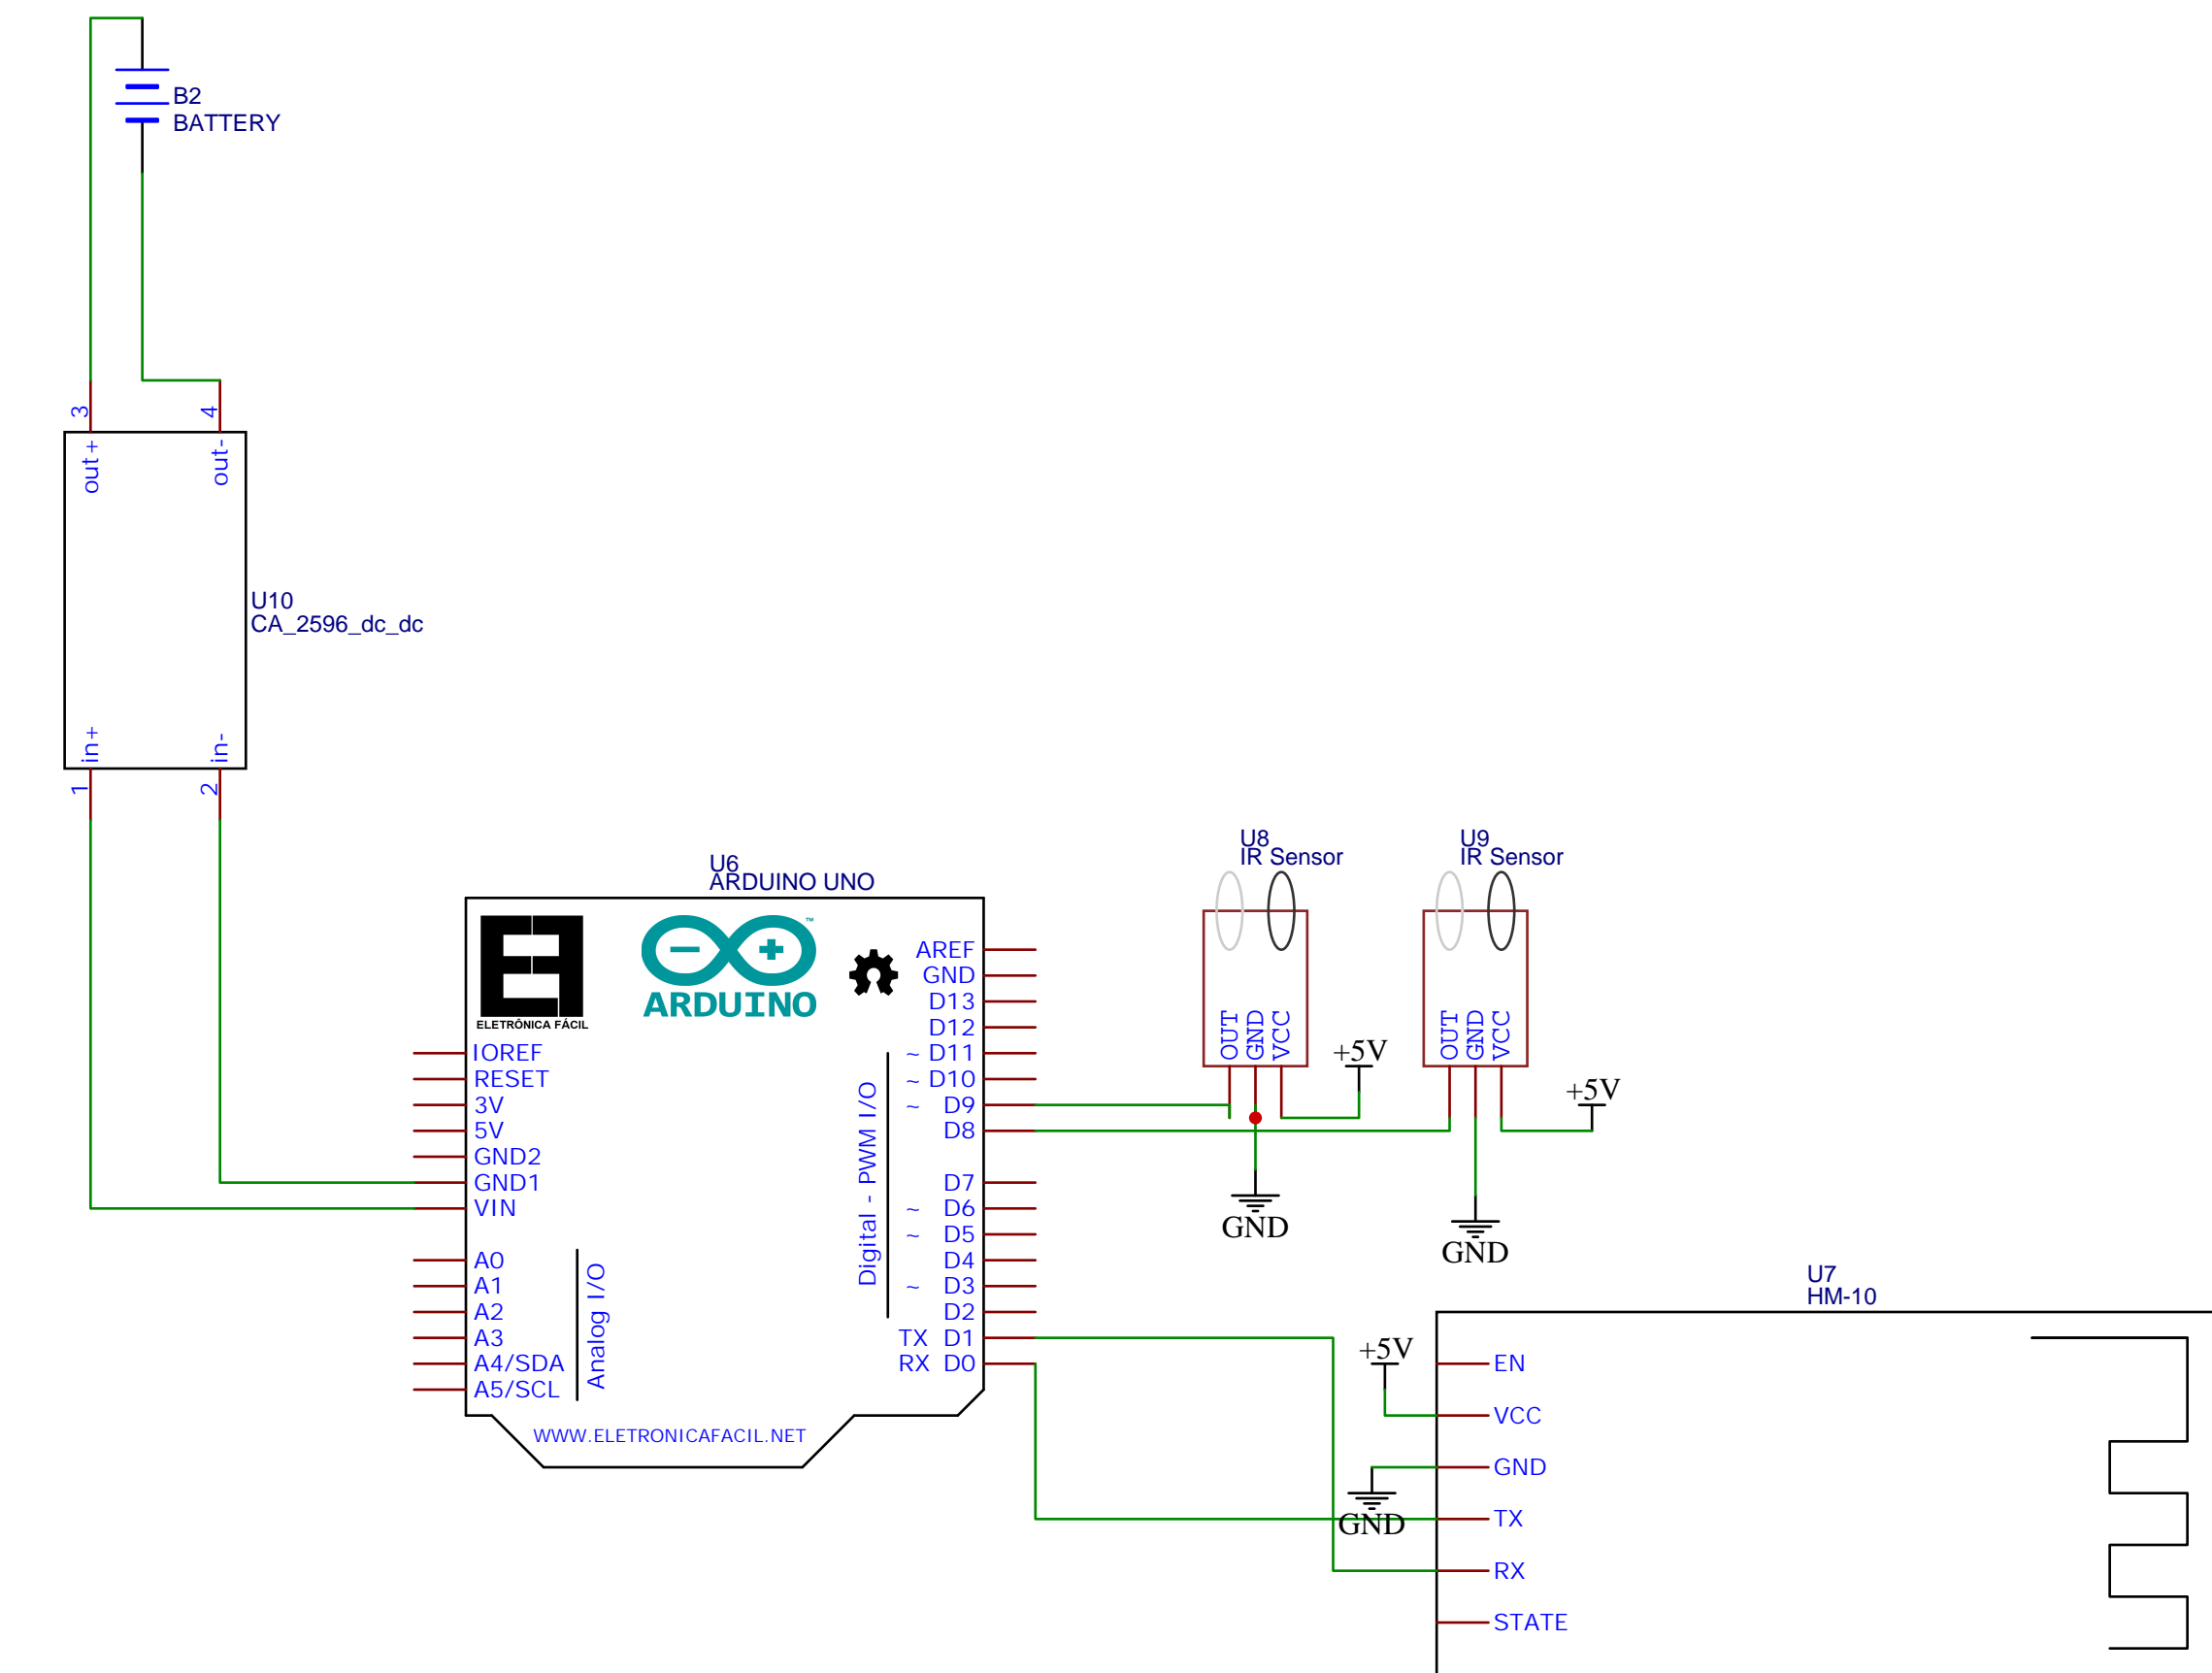 B2
BATTERY
3
4
out+
out-
U10
CA_2596_dc_dc
in+
in-
1
2
U6
ARDUINO UNO
ELETRÔNICA FÁCIL
ARDUINO
™
IOREF
RESET
3V
5V
GND2
GND1
VIN
A0
A1
A2
A3
A4/SDA
A5/SCL
Analog I/O
AREF
GND
D13
D12
~ D11
~ D10
~ D9
D8
D7
~ D6
~ D5
D4
~ D3
D2
TX D1
RX D0
Digital - PWM I/O
WWW.ELETRONICAFACIL.NET
U8
IR Sensor
OUT
GND
VCC
+5V
GND
U9
IR Sensor
OUT
GND
VCC
+5V
GND
U7
HM-10
+5V
GND
EN
VCC
GND
TX
RX
STATE